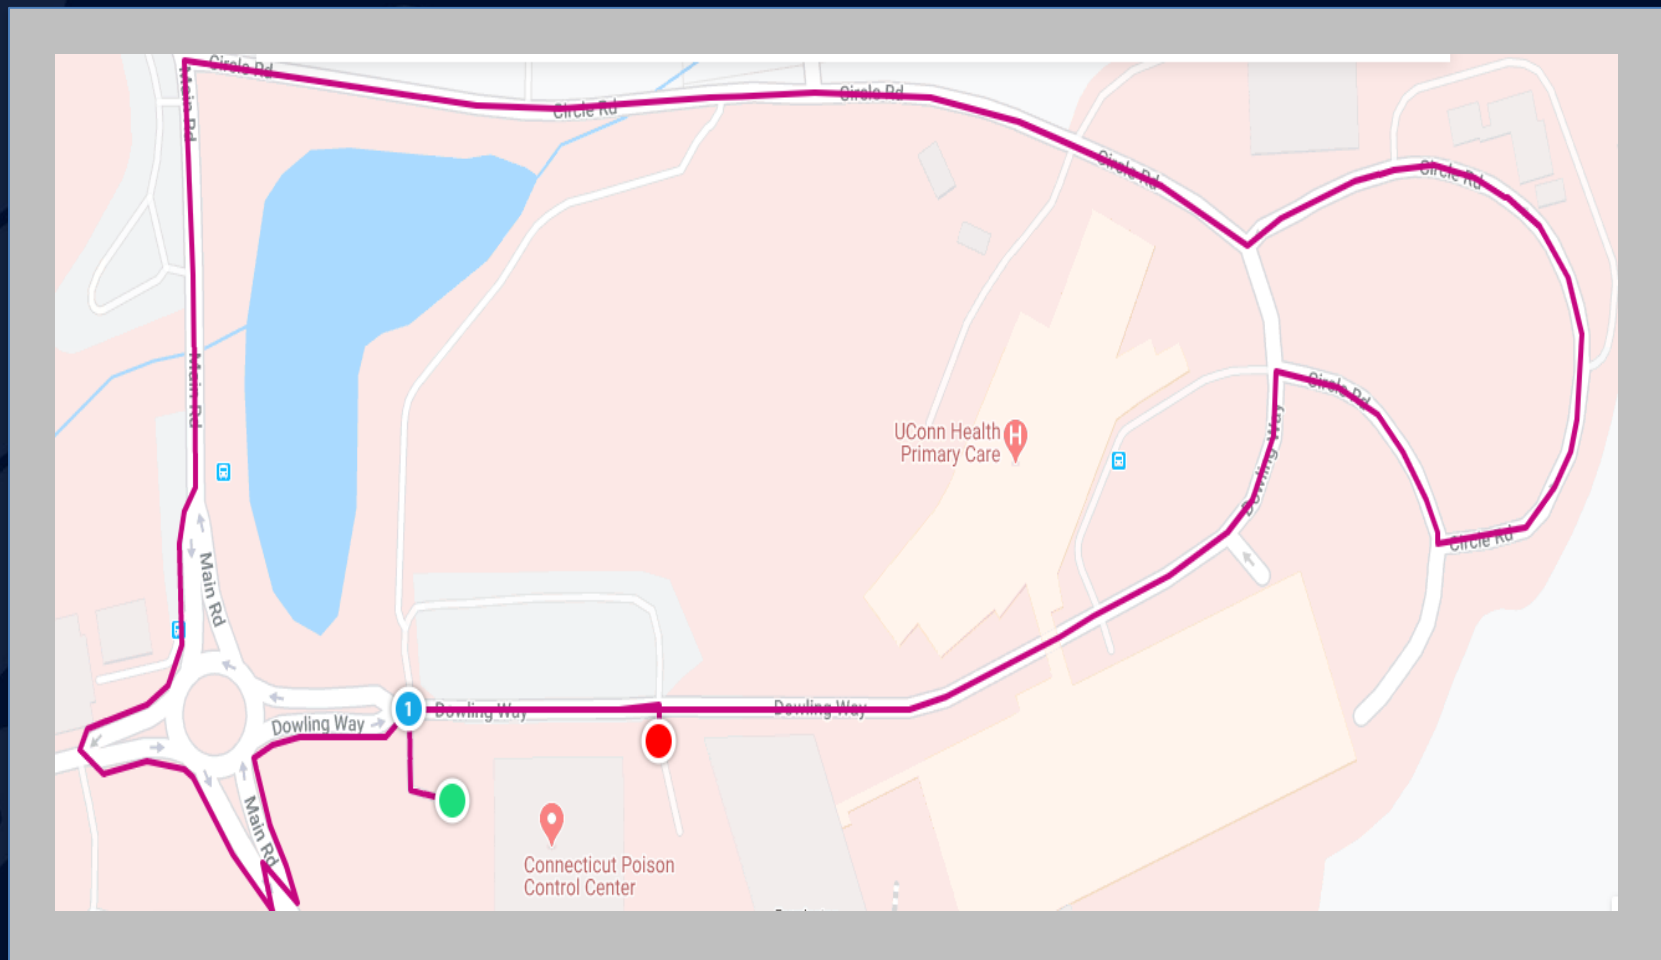 Circle Rd
Main Rd
Circle Rd
Circle Rd
Circle Rd
Circle Rd
Main Rd
Circle Rd
UConn Health
Primary Care
H
Dowling Way
Circle Rd
Main Rd
1
Dowling Way
Dowling Way
Dowling Way
Main Rd
Connecticut Poison
Control Center